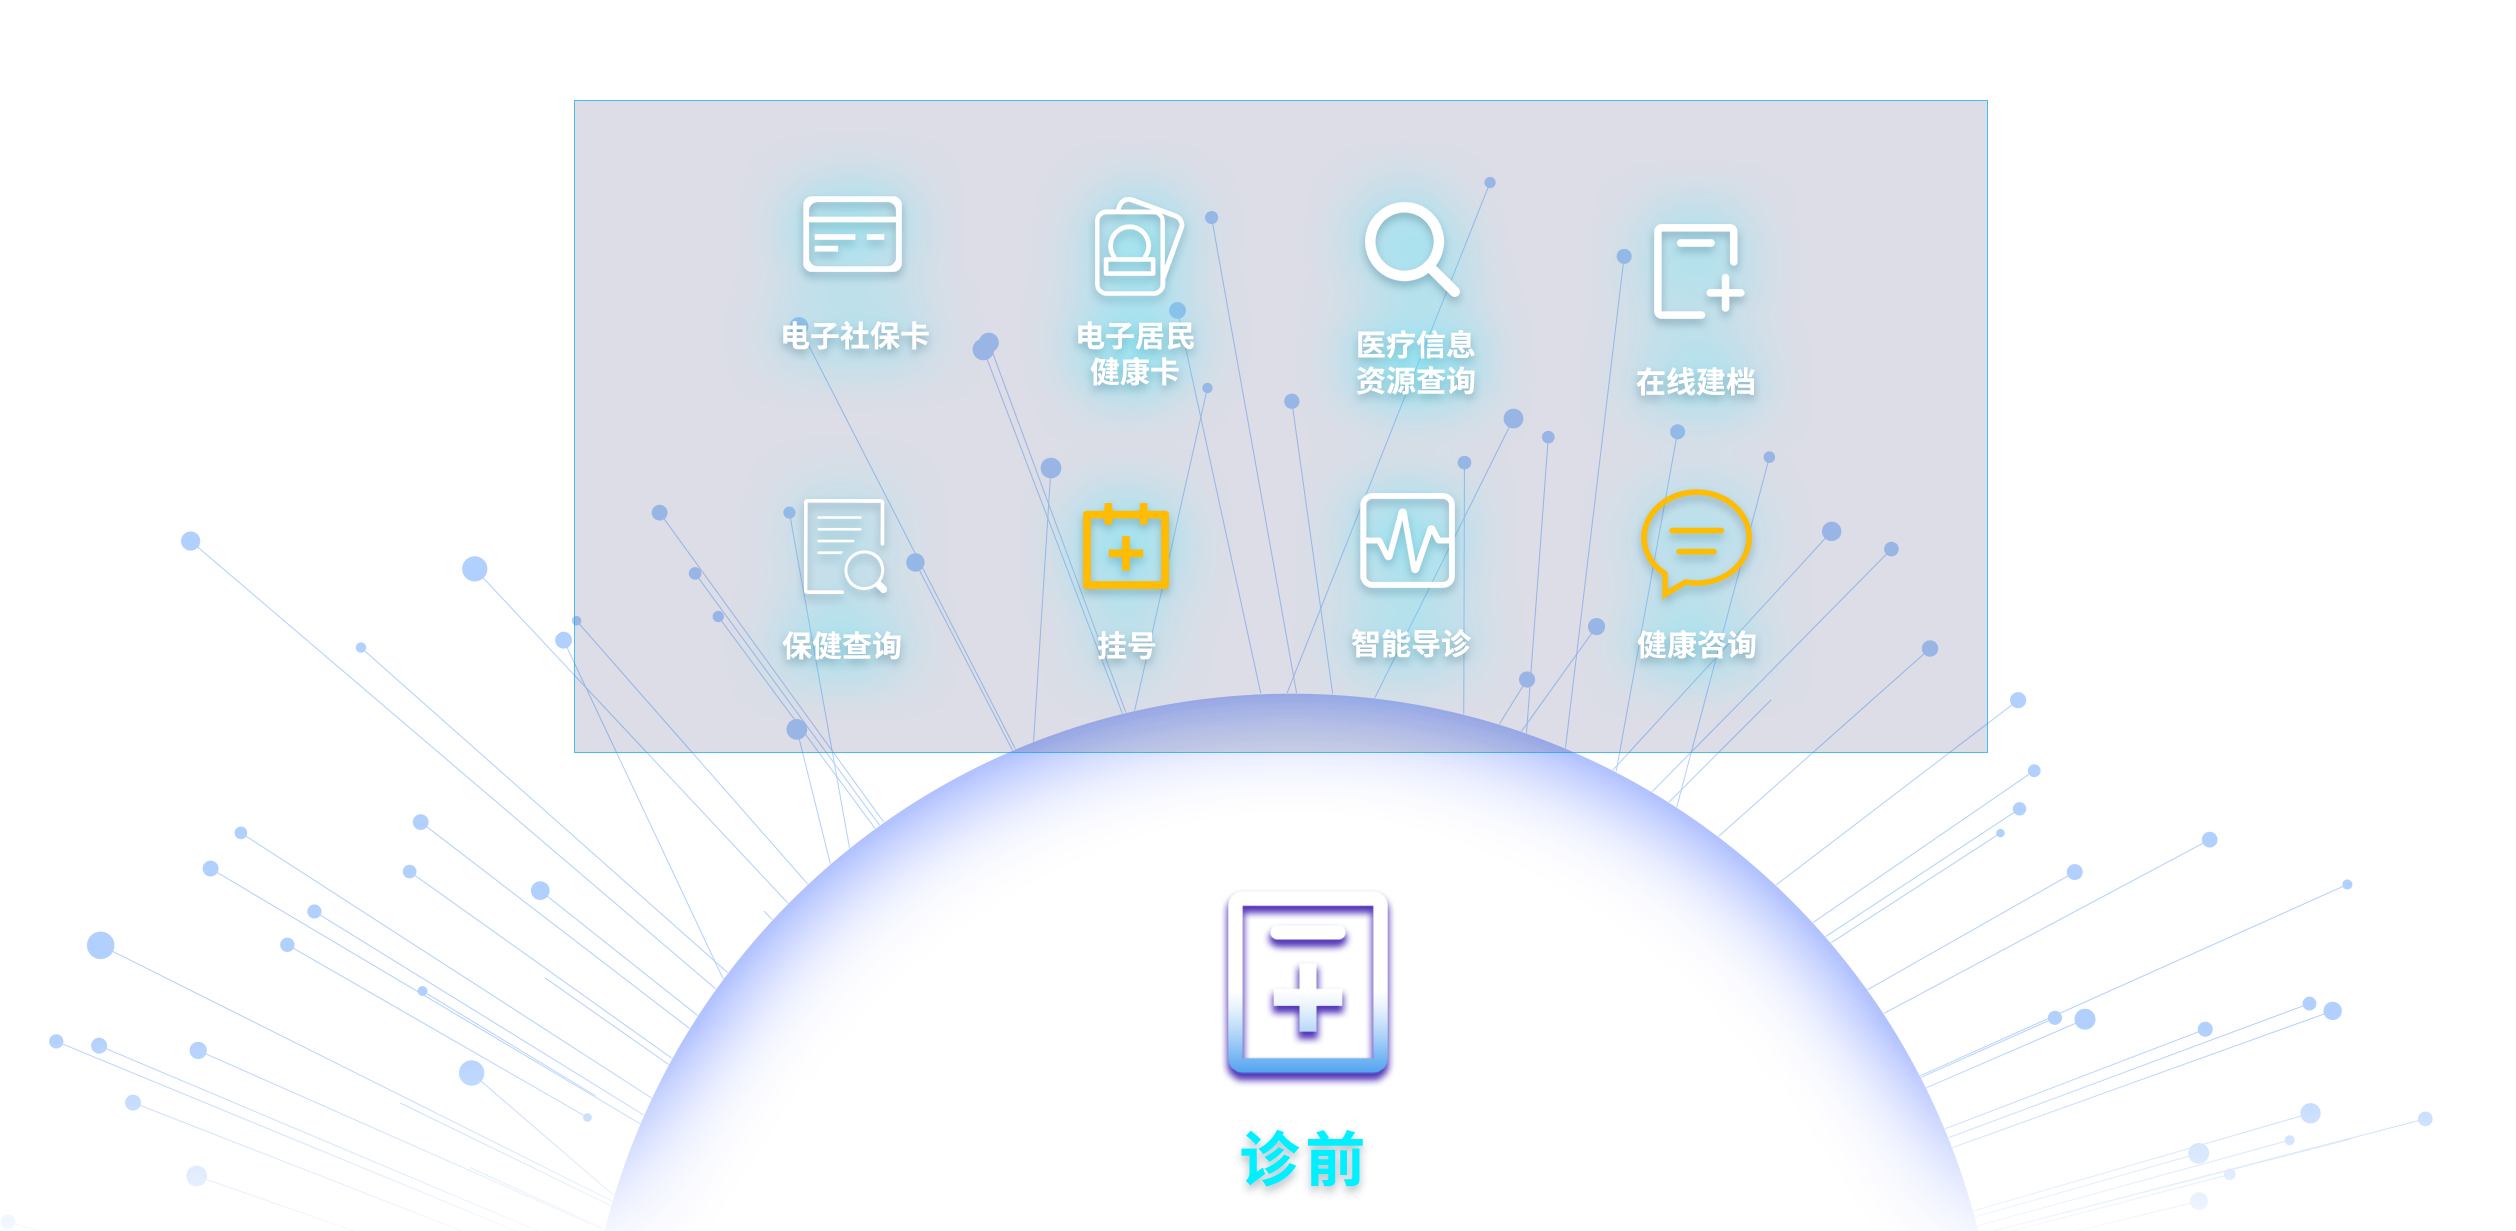 电子社保卡
电子居民
健康卡
医疗信息
资源查询
在线建档
保健查询
挂号
智能导诊
健康咨询
诊前